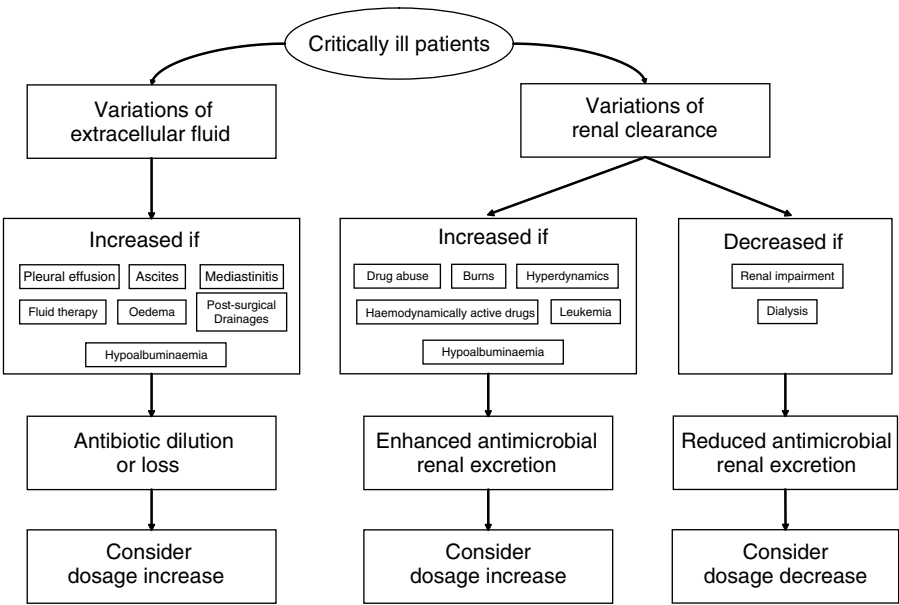 Critically ill patients
Variations of
extracellular fluid
Variations of
renal clearance
Increased if
Pleural effusion
Ascites
Mediastinitis
Fluid therapy
Oedema
Post-surgical
Drainages
Hypoalbuminaemia
Increased if
Drug abuse
Burns
Hyperdynamics
Haemodynamically active drugs
Leukemia
Hypoalbuminaemia
Decreased if
Renal impairment
Dialysis
Antibiotic dilution
or loss
Enhanced antimicrobial
renal excretion
Reduced antimicrobial
renal excretion
Consider
dosage increase
Consider
dosage increase
Consider
dosage decrease